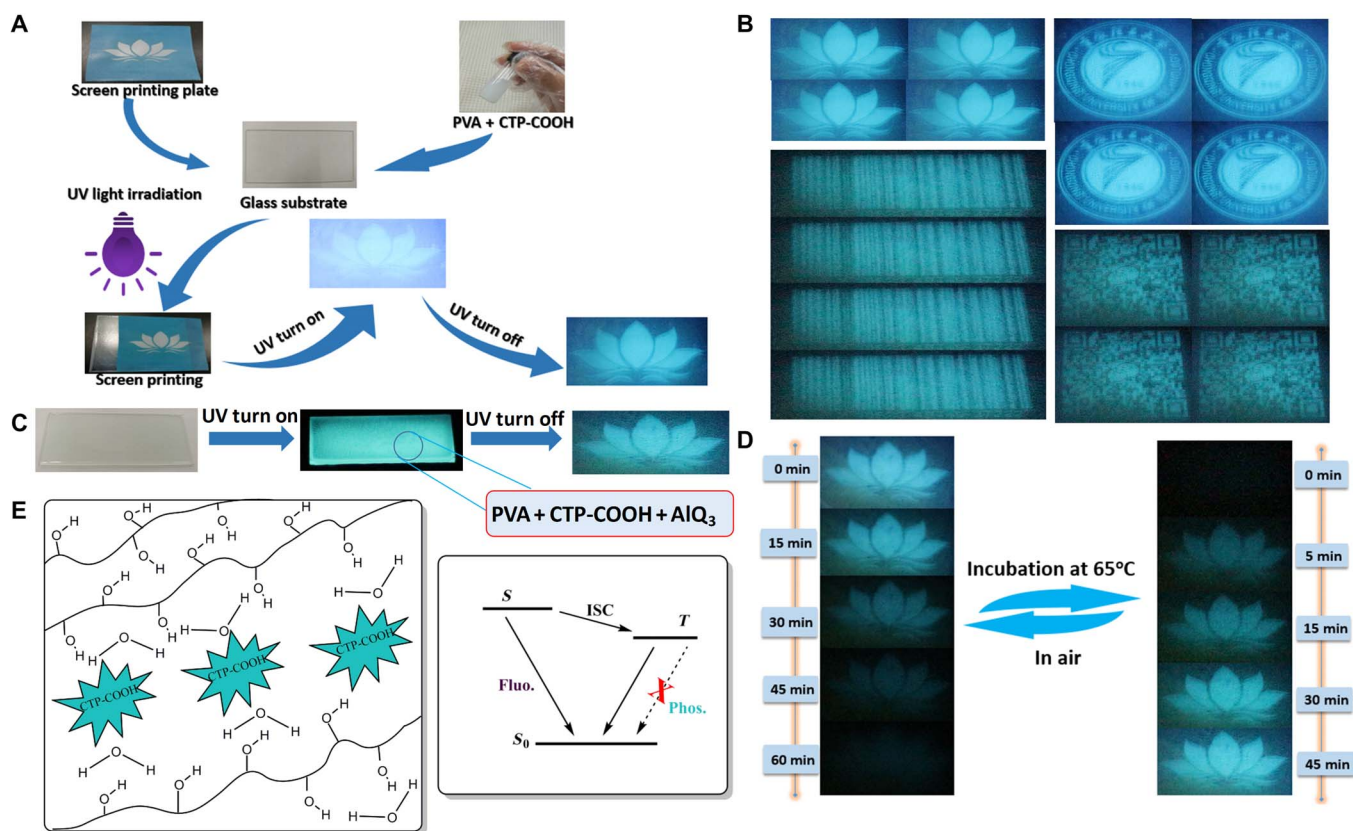 A
Screen printing plate
PVA + CTP-COOH
UV light irradiation
Glass substrate
Screen printing
UV turn on
UV turn off
B
C
UV turn on
UV turn off
PVA + CTP-COOH + AlQ₃
D
0 min
15 min
30 min
45 min
60 min
Incubation at 65°C
In air
0 min
5 min
15 min
30 min
45 min
E
H
O
H
O
H
O
H
O
H
O
H
O
H
O
H
O
H
H
O
H
H
O
H
H
O
H
CTP-COOH
CTP-COOH
CTP-COOH
H
O
H
H
O
H
H
O
H
O
H
O
H
O
H
O
H
O
H
O
H
H
O
H
S
ISC
T
Fluo.
Phos.
S₀